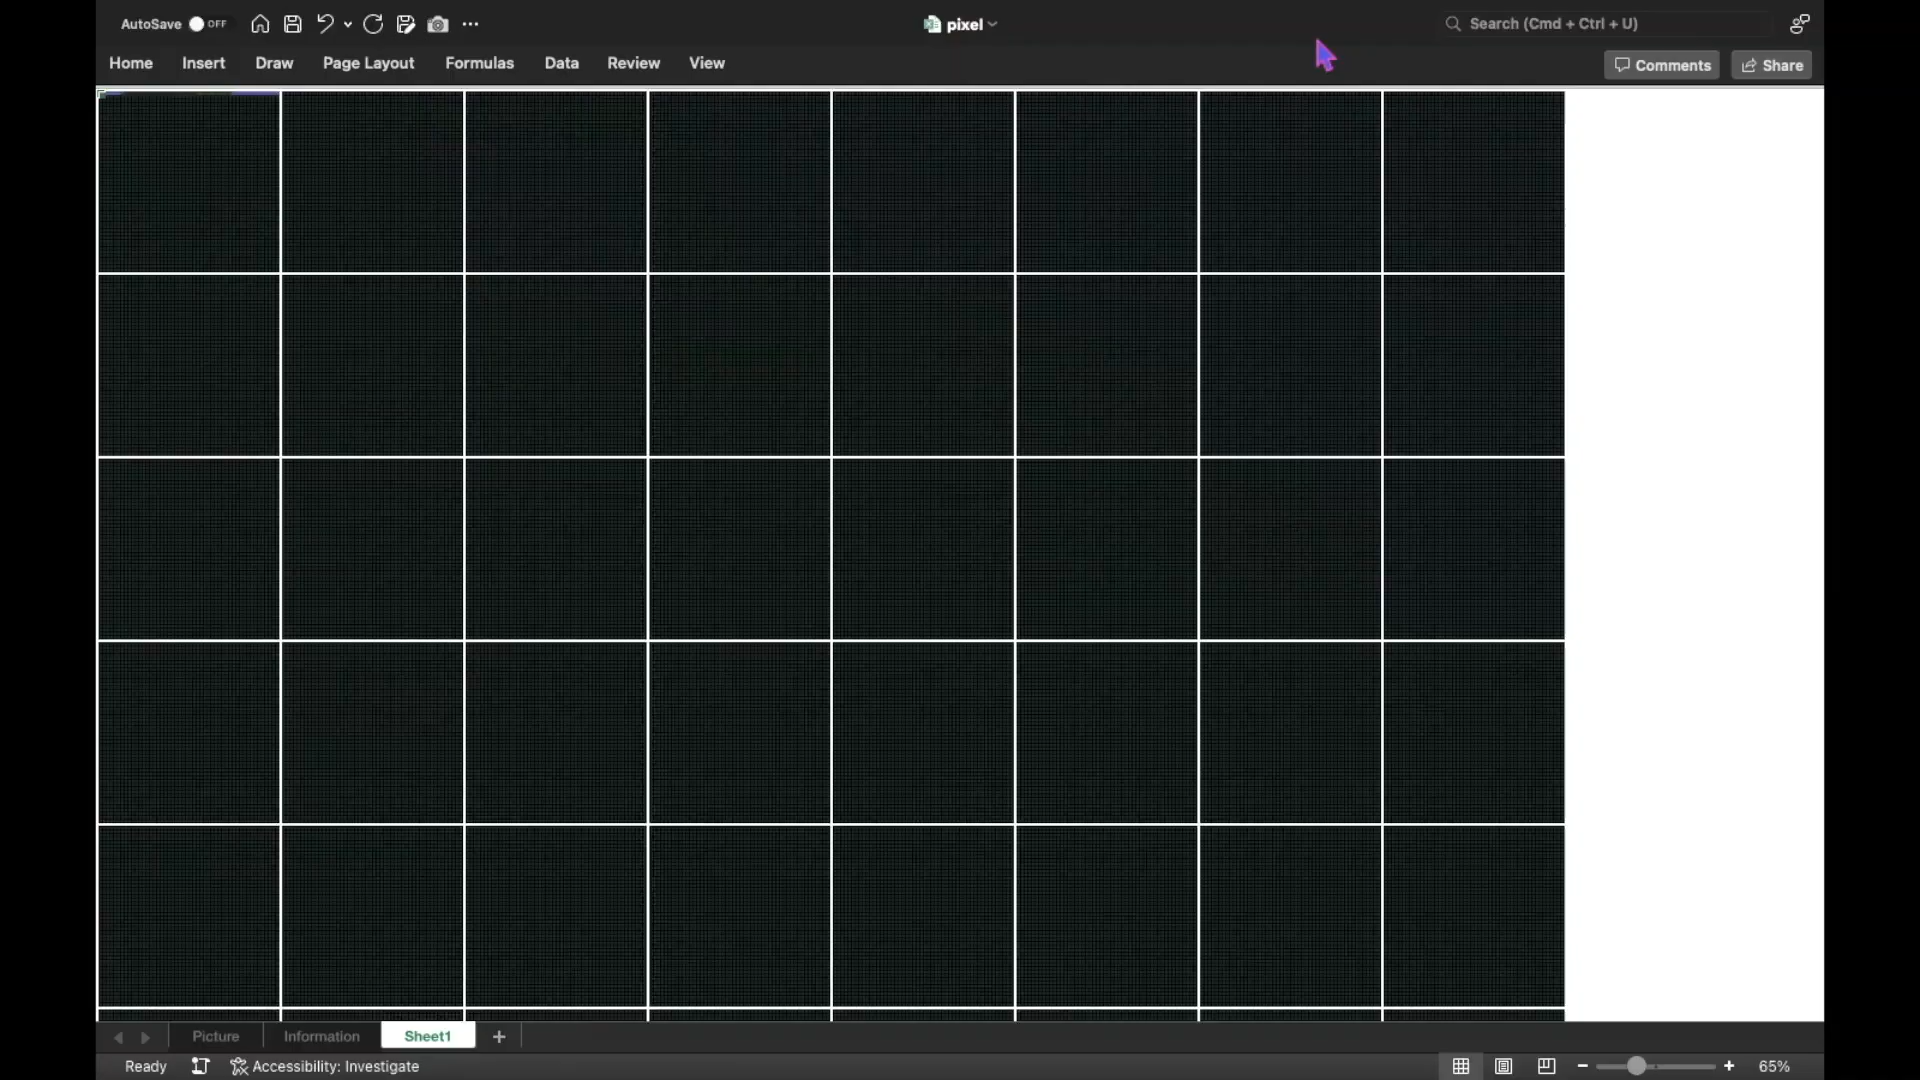 AutoSave OFF
pixel
Search (Cmd + Ctrl + U)
Home Insert Draw Page Layout Formulas Data Review View
Comments Share
Picture Information Sheet1
Ready Accessibility: Investigate 65%